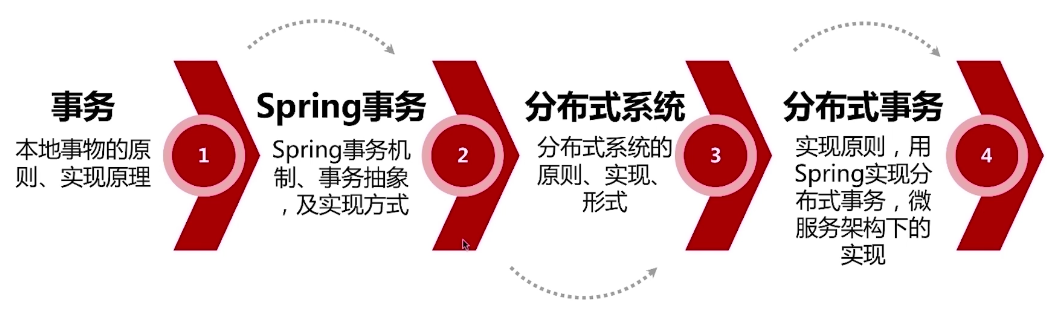 事务
本地事物的原
则、实现原理
1
Spring事务
Spring事务机
制、事务抽象
，及实现方式
2
分布式系统
分布式系统的
原则、实现、
形式
3
分布式事务
实现原则，用
Spring实现分
布式事务，微
服务架构下的
实现
4